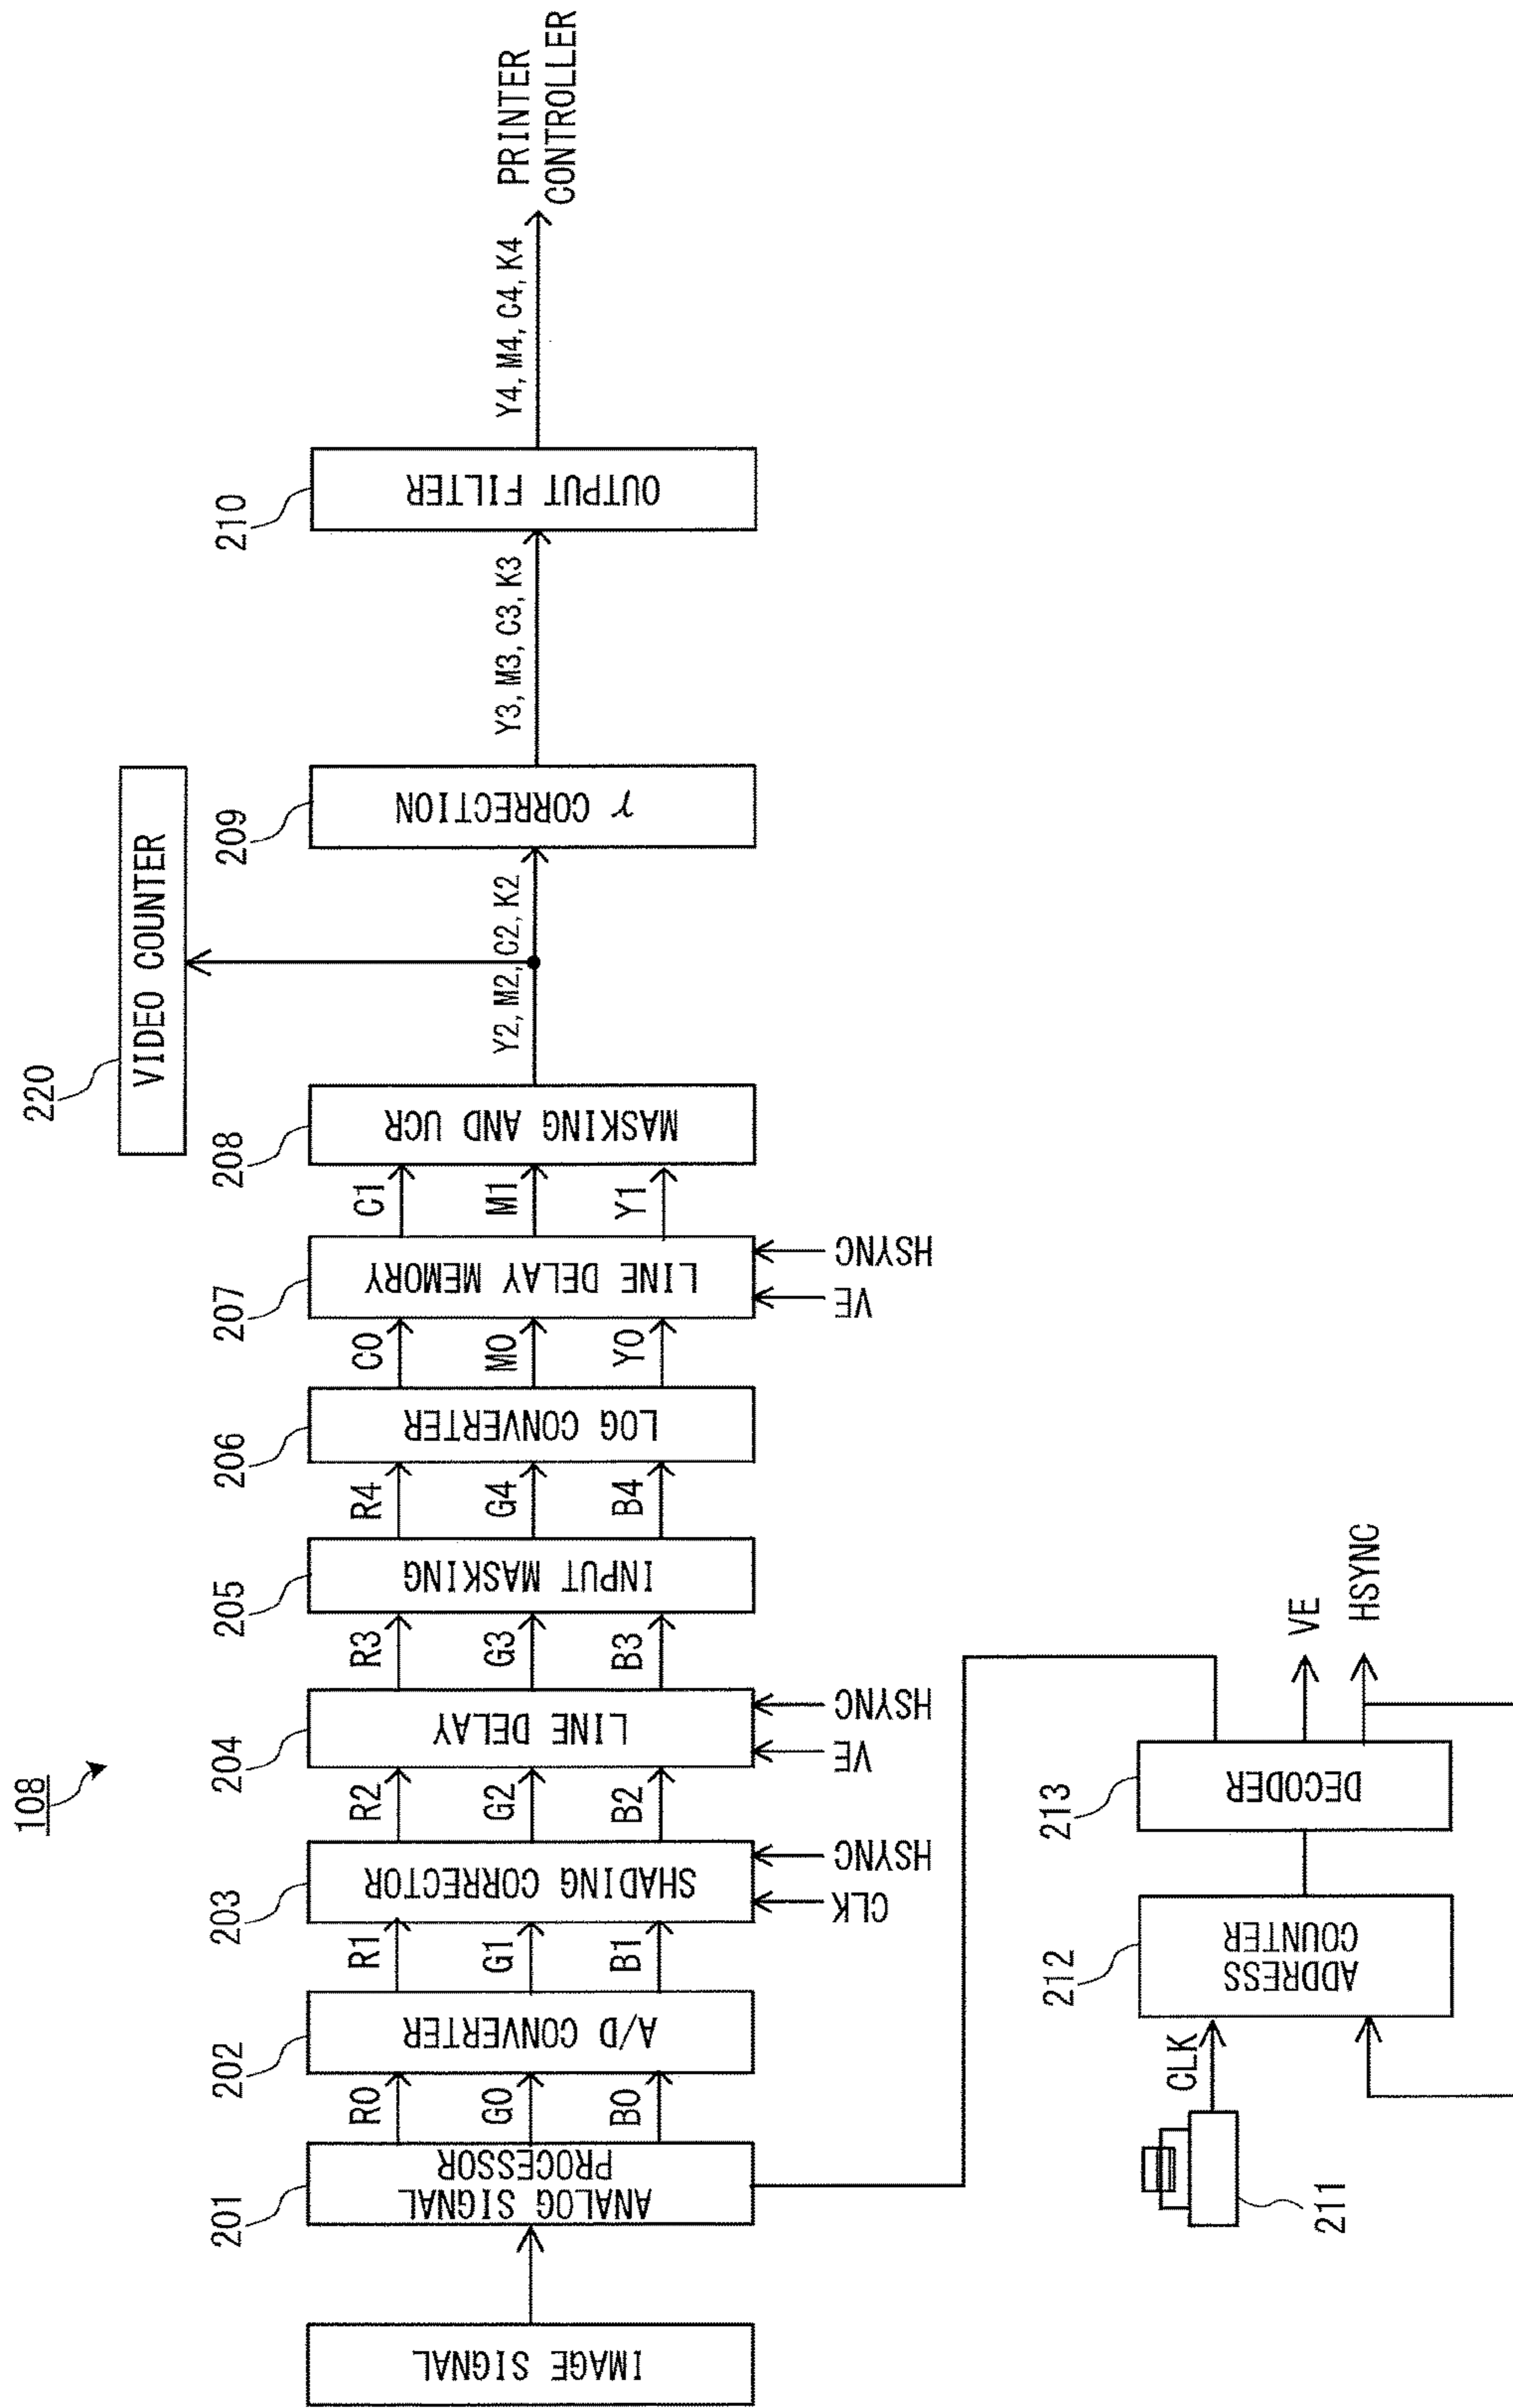 108
IMAGE SIGNAL
201
ANALOG SIGNAL
PROCESSOR
R0
G0
B0
202
A/D CONVERTER
R1
G1
B1
203
SHADING CORRECTOR
CLK
HSYNC
R2
G2
B2
204
LINE DELAY
VE
HSYNC
R3
G3
B3
205
INPUT MASKING
R4
G4
B4
206
LOG CONVERTER
C0
M0
Y0
207
LINE DELAY MEMORY
VE
HSYNC
C1
M1
Y1
208
MASKING AND UCR
220
VIDEO COUNTER
Y2, M2, C2, K2
209
γ CORRECTION
Y3, M3, C3, K3
210
OUTPUT FILTER
Y4, M4, C4, K4
PRINTER
CONTROLLER
211
CLK
212
ADDRESS
COUNTER
213
DECODER
VE
HSYNC